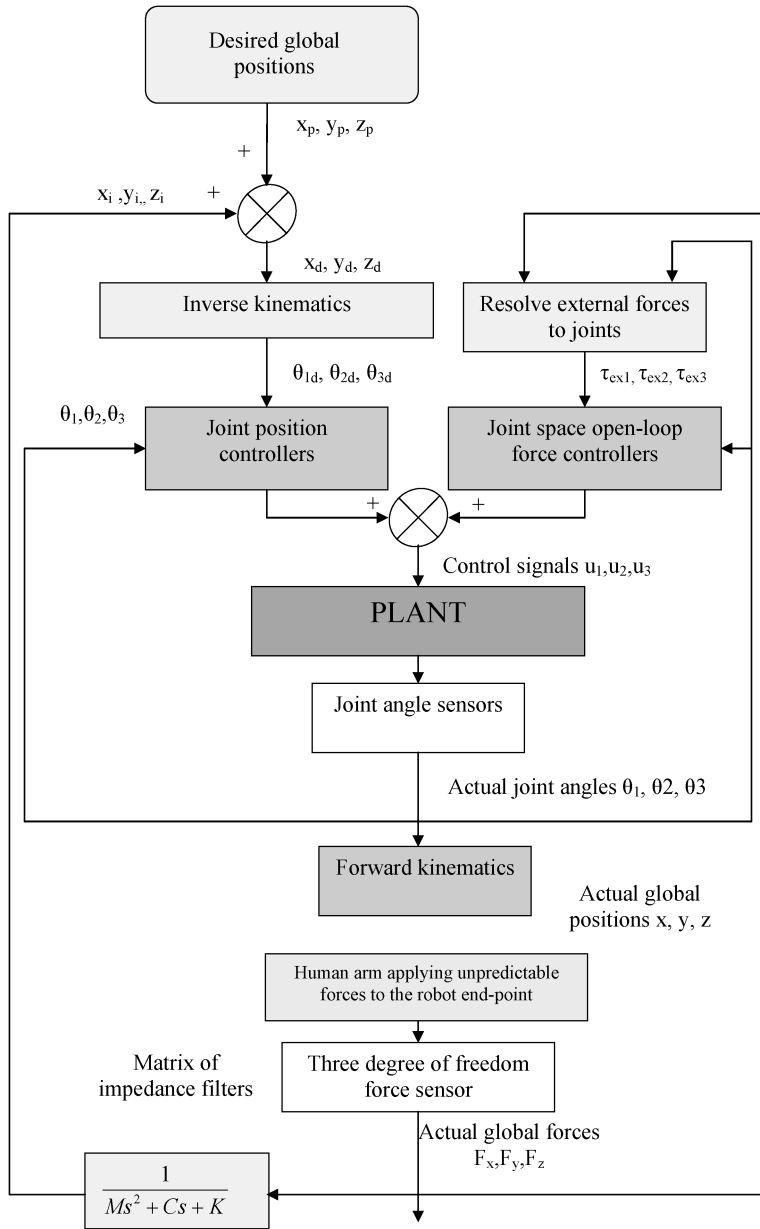 Desired global
positions
xₚ, yₚ, zₚ
+
xᵢ ,yᵢ,, zᵢ
+
x_d, y_d, z_d
Inverse kinematics
Resolve external forces
to joints
θ₁d, θ₂d, θ₃d
τex1, τex2, τex3
θ₁,θ₂,θ₃
Joint position
controllers
Joint space open-loop
force controllers
+
+
Control signals u₁,u₂,u₃
PLANT
Joint angle sensors
Actual joint angles θ₁, θ2, θ3
Forward kinematics
Actual global
positions x, y, z
Human arm applying unpredictable
forces to the robot end-point
Matrix of
impedance filters
Three degree of freedom
force sensor
Actual global forces
Fx,Fy,Fz
1
Ms² + Cs + K